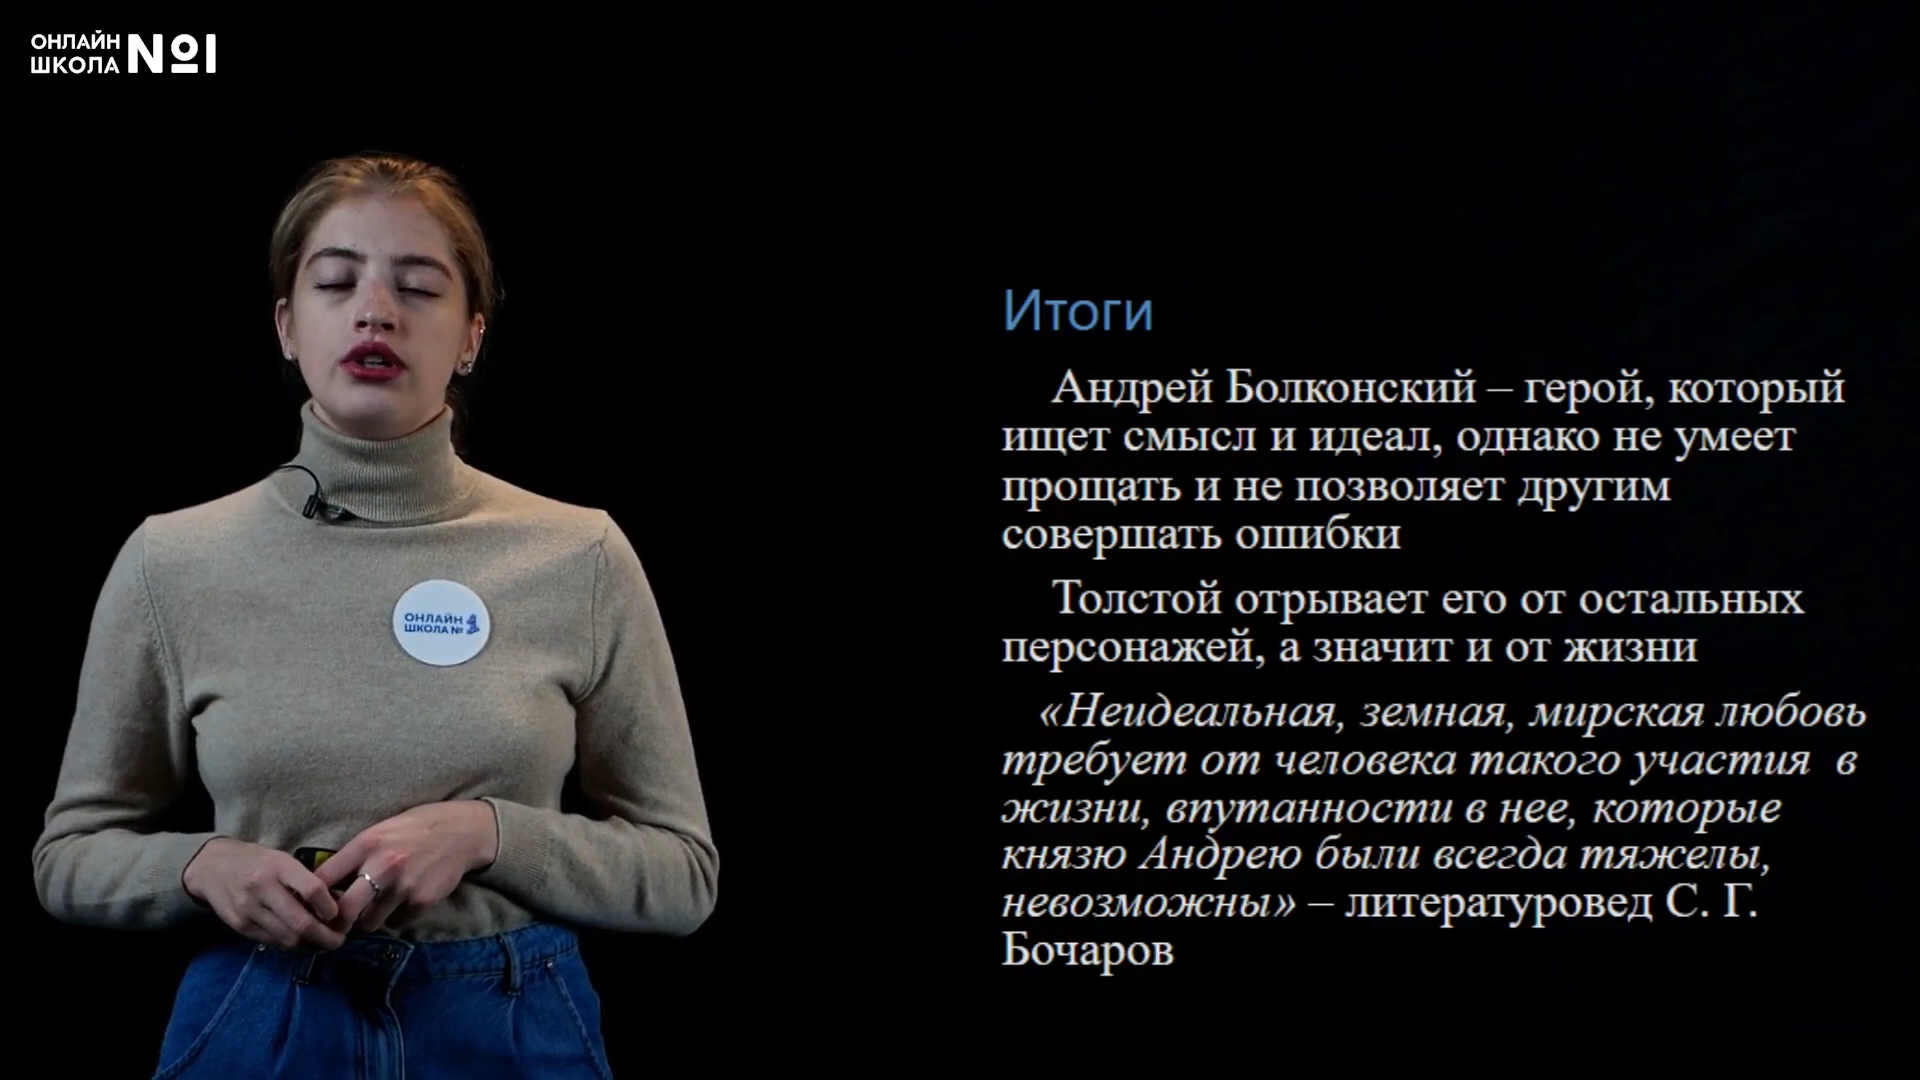 ОНЛАЙН
ШКОЛА №1
Итоги
Андрей Болконский – герой, который
ищет смысл и идеал, однако не умеет
прощать и не позволяет другим
совершать ошибки
Толстой отрывает его от остальных
персонажей, а значит и от жизни
«Неидеальная, земная, мирская любовь
требует от человека такого участия в
жизни, впутанности в нее, которые
князю Андрею были всегда тяжелы,
невозможны» – литературовед С. Г.
Бочаров
ОНЛАЙН
ШКОЛА № 1